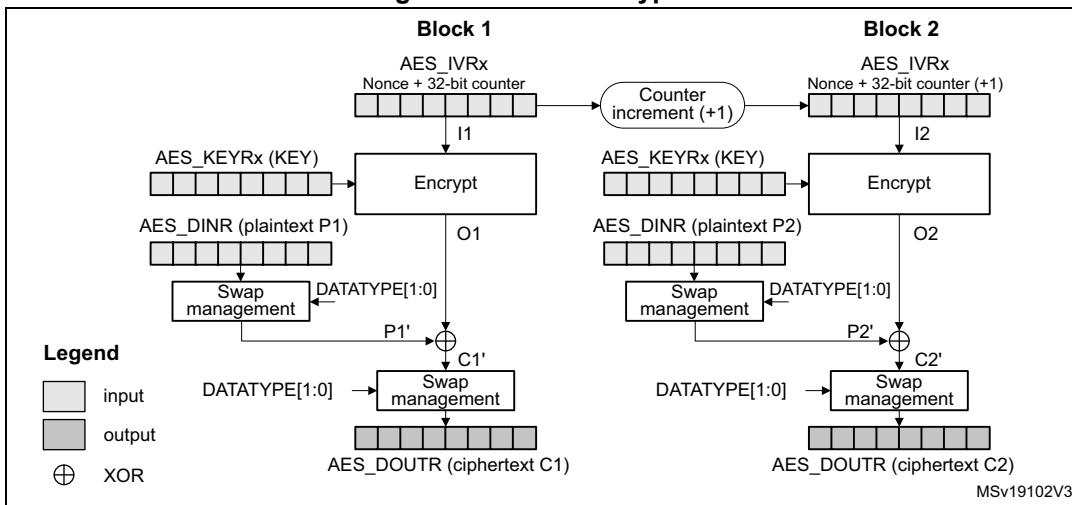 Block 1
AES_IVRx
Nonce + 32-bit counter
I1
AES_KEYRx (KEY)
Encrypt
AES_DINR (plaintext P1)
O1
Swap
management
DATATYPE[1:0]
P1'
C1'
DATATYPE[1:0]
Swap
management
AES_DOUTR (ciphertext C1)
Counter
increment (+1)
Block 2
AES_IVRx
Nonce + 32-bit counter (+1)
I2
AES_KEYRx (KEY)
Encrypt
AES_DINR (plaintext P2)
O2
Swap
management
DATATYPE[1:0]
P2'
C2'
DATATYPE[1:0]
Swap
management
AES_DOUTR (ciphertext C2)
Legend
input
output
XOR
MSv19102V3